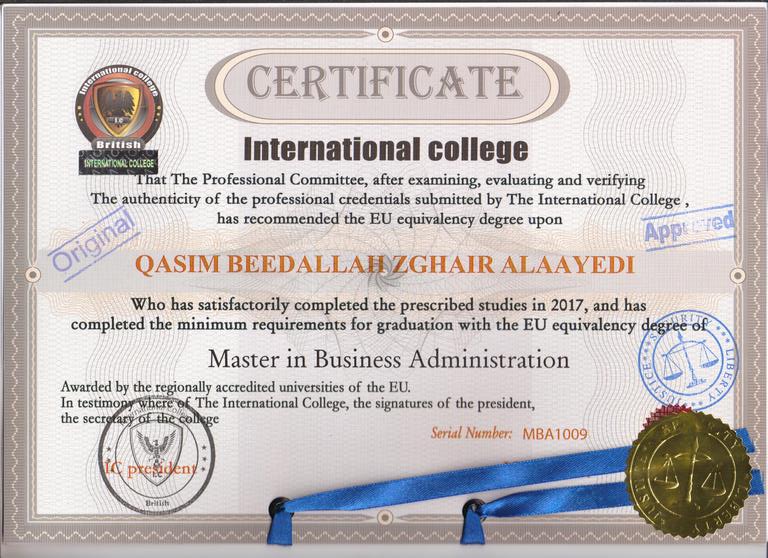 CERTIFICATE
International college
I.C
British
INTERNATIONAL COLLEGE
International college
That The Professional Committee, after examining, evaluating and verifying
The authenticity of the professional credentials submitted by The International College ,
has recommended the EU equivalency degree upon
Original
Approved
QASIM BEEDALLAH ZGHAIR ALAAYEDI
Who has satisfactorily completed the prescribed studies in 2017, and has
completed the minimum requirements for graduation with the EU equivalency degree of
SECURITY
LIBERTY
JUSTICE
Master in Business Administration
Awarded by the regionally accredited universities of the EU.
In testimony where of The International College, the signatures of the president,
the secretary of the college
Serial Number: MBA1009
International College
I.C
IC president
British